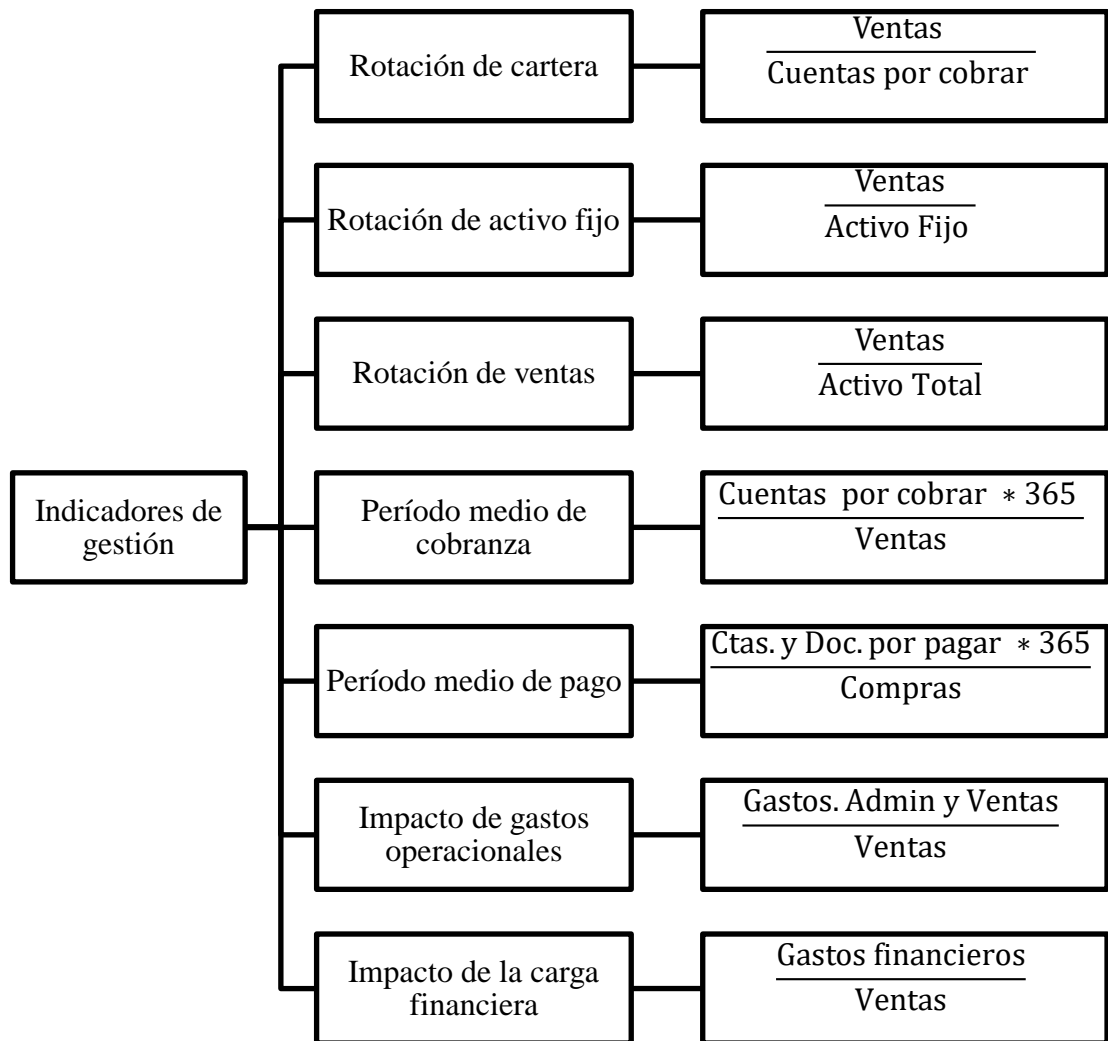 Rotación de cartera
Ventas
Cuentas por cobrar
Rotación de activo fijo
Ventas
Activo Fijo
Rotación de ventas
Ventas
Activo Total
Indicadores de
gestión
Período medio de
cobranza
Cuentas por cobrar * 365
Ventas
Período medio de pago
Ctas. y Doc. por pagar * 365
Compras
Impacto de gastos
operacionales
Gastos. Admin y Ventas
Ventas
Impacto de la carga
financiera
Gastos financieros
Ventas